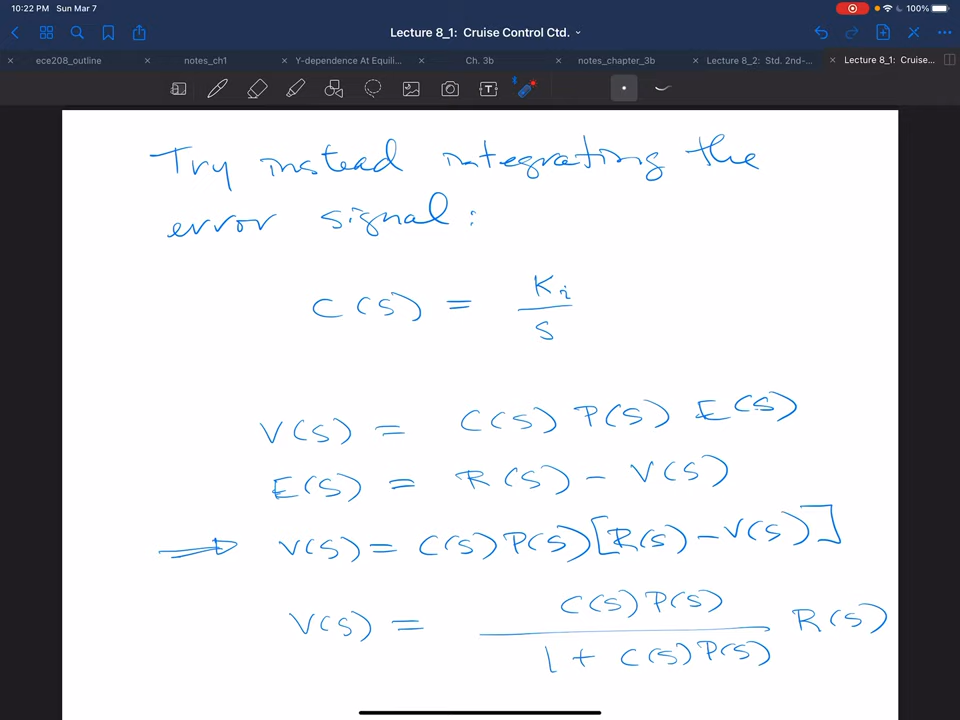 10:22 PM Sun Mar 7
100%
Lecture 8_1: Cruise Control Ctd.
ece208_outline
notes_ch1
Y-dependence At Equili...
Ch. 3b
notes_chapter_3b
Lecture 8_2: Std. 2nd-...
Lecture 8_1: Cruise...
Try instead integrating the
error signal:
C(s) = Ki / s
V(s) = C(s) P(s) E(s)
E(s) = R(s) - V(s)
⇒ V(s) = C(s) P(s) [R(s) - V(s)]
V(s) = C(s) P(s) / 1 + C(s) P(s) R(s)